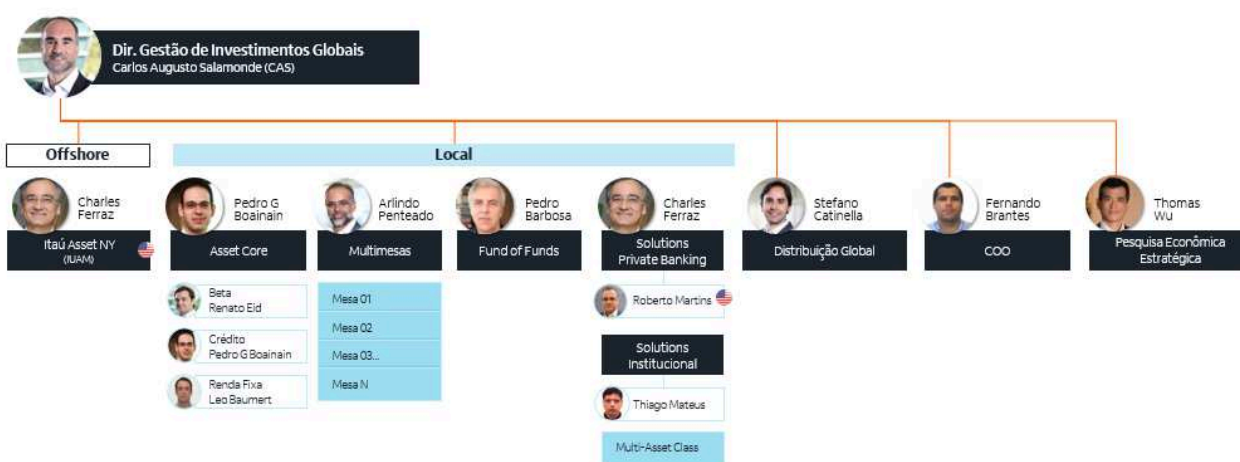 Dir. Gestão de Investimentos Globais
Carlos Augusto Salamonde (CAS)
Offshore
Local
Charles
Ferraz
Itaú Asset NY
(IUAM)
Pedro G
Boainain
Asset Core
Beta
Renato Eid
Crédito
Pedro G Boainain
Renda Fixa
Leo Baumert
Arlindo
Penteado
Multimesas
Mesa 01
Mesa 02
Mesa 03...
Mesa N
Pedro
Barbosa
Fund of Funds
Charles
Ferraz
Solutions
Private Banking
Roberto Martins
Solutions
Institucional
Thiago Mateus
Multi-Asset Class
Stefano
Catinella
Distribuição Global
Fernando
Brantes
COO
Thomas
Wu
Pesquisa Econômica
Estratégica